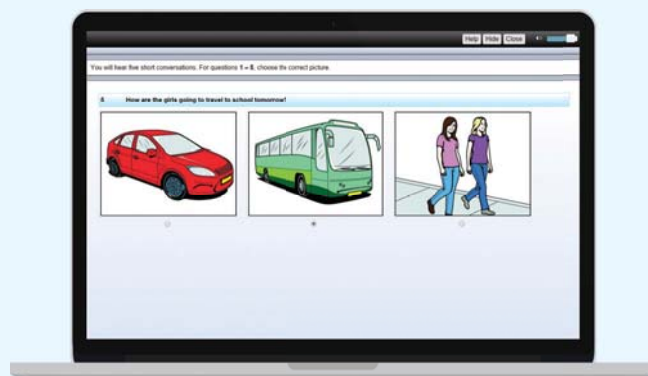 Help Hide Close
You will hear five short conversations. For questions 1 – 5, choose the correct picture.
5 How are the girls going to travel to school tomorrow?